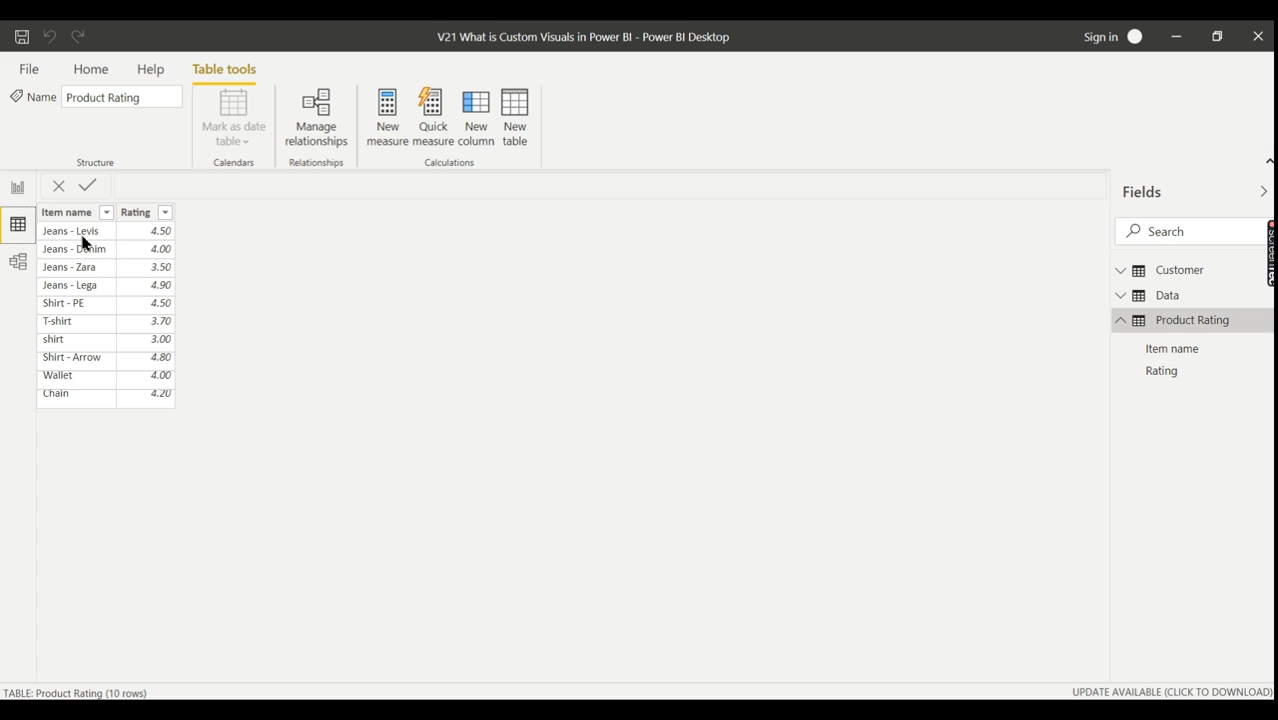 V21 What is Custom Visuals in Power BI - Power BI Desktop
Sign in
File Home Help Table tools
Name Product Rating
Mark as date table
Manage relationships
New measure
Quick measure
New column
New table
Structure Calendars Relationships Calculations
Fields
Search
Customer
Data
Product Rating
Item name
Rating
Item name Rating
Jeans - Levis 4.50
Jeans - Denim 4.00
Jeans - Zara 3.50
Jeans - Lega 4.90
Shirt - PE 4.50
T-shirt 3.70
shirt 3.00
Shirt - Arrow 4.80
Wallet 4.00
Chain 4.20
TABLE: Product Rating (10 rows)
UPDATE AVAILABLE (CLICK TO DOWNLOAD)